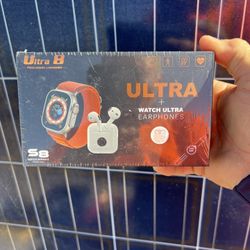 Ultra 8
ULTRA
+
WATCH ULTRA
EARPHONES
S8